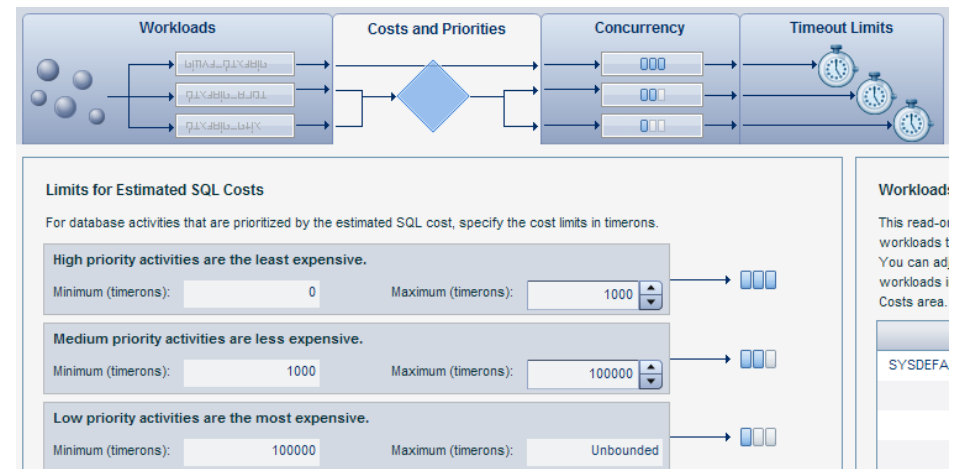 Workloads
Costs and Priorities
Concurrency
Timeout Limits
Limits for Estimated SQL Costs
For database activities that are prioritized by the estimated SQL cost, specify the cost limits in timerons.
High priority activities are the least expensive.
Minimum (timerons): 0 Maximum (timerons): 1000
Medium priority activities are less expensive.
Minimum (timerons): 1000 Maximum (timerons): 100000
Low priority activities are the most expensive.
Minimum (timerons): 100000 Maximum (timerons): Unbounded
Workloads
This read-o
workloads t
You can adj
workloads i
Costs area.
SYSDEFA